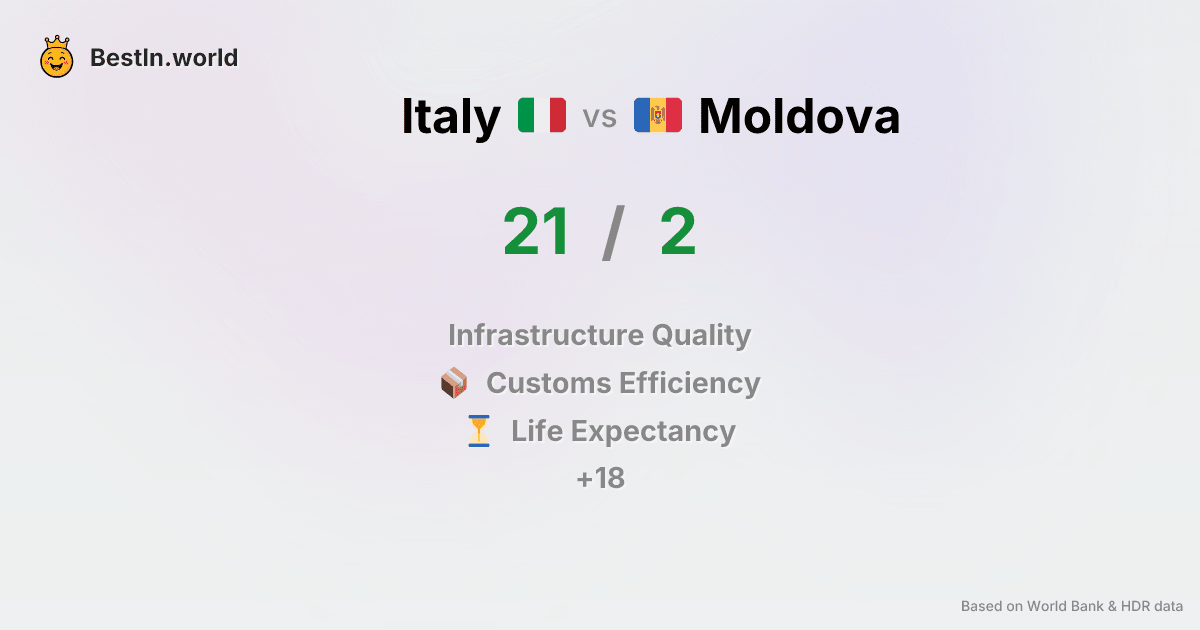 BestIn.world
Italy vs Moldova
21 / 2
Infrastructure Quality
Customs Efficiency
Life Expectancy
+18
Based on World Bank & HDR data